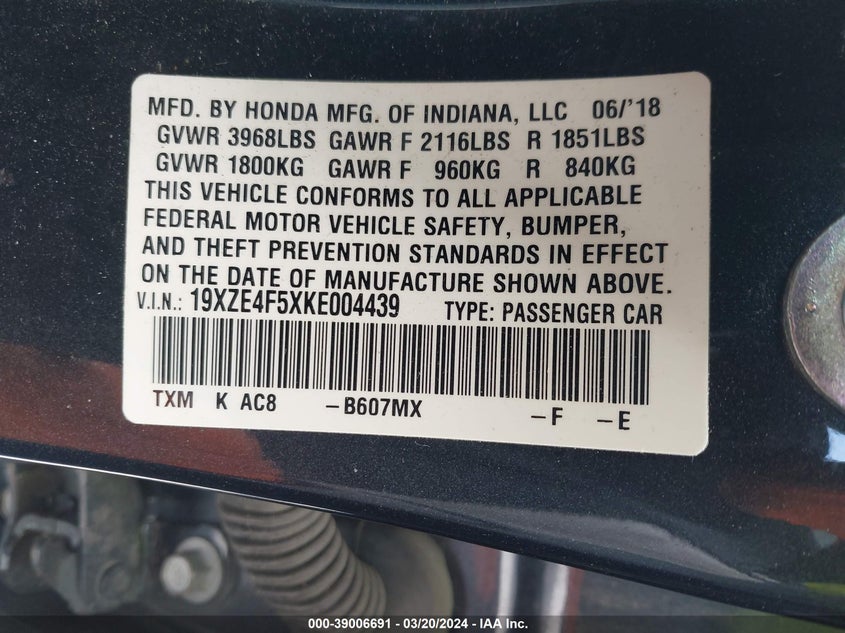 MFD. BY HONDA MFG. OF INDIANA, LLC 06/'18
GVWR 3968LBS GAWR F 2116LBS R 1851LBS
GVWR 1800KG GAWR F 960KG R 840KG
THIS VEHICLE CONFORMS TO ALL APPLICABLE
FEDERAL MOTOR VEHICLE SAFETY, BUMPER,
AND THEFT PREVENTION STANDARDS IN EFFECT
ON THE DATE OF MANUFACTURE SHOWN ABOVE.
V.I.N.: 19XZE4F5XKE004439 TYPE: PASSENGER CAR
TXM K AC8 -B607MX -F -E
000-39006691 - 03/20/2024 - IAA Inc.